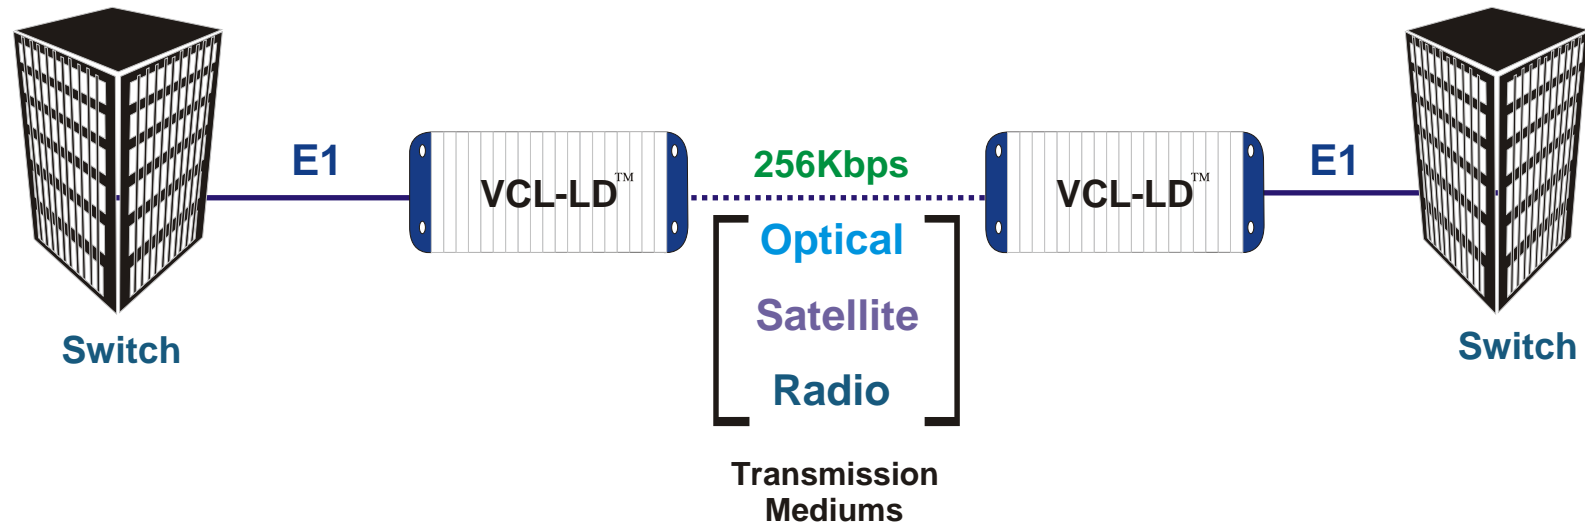 E1
VCL-LD™
256Kbps
VCL-LD™
E1
Optical
Satellite
Radio
Switch
Switch
Transmission
Mediums